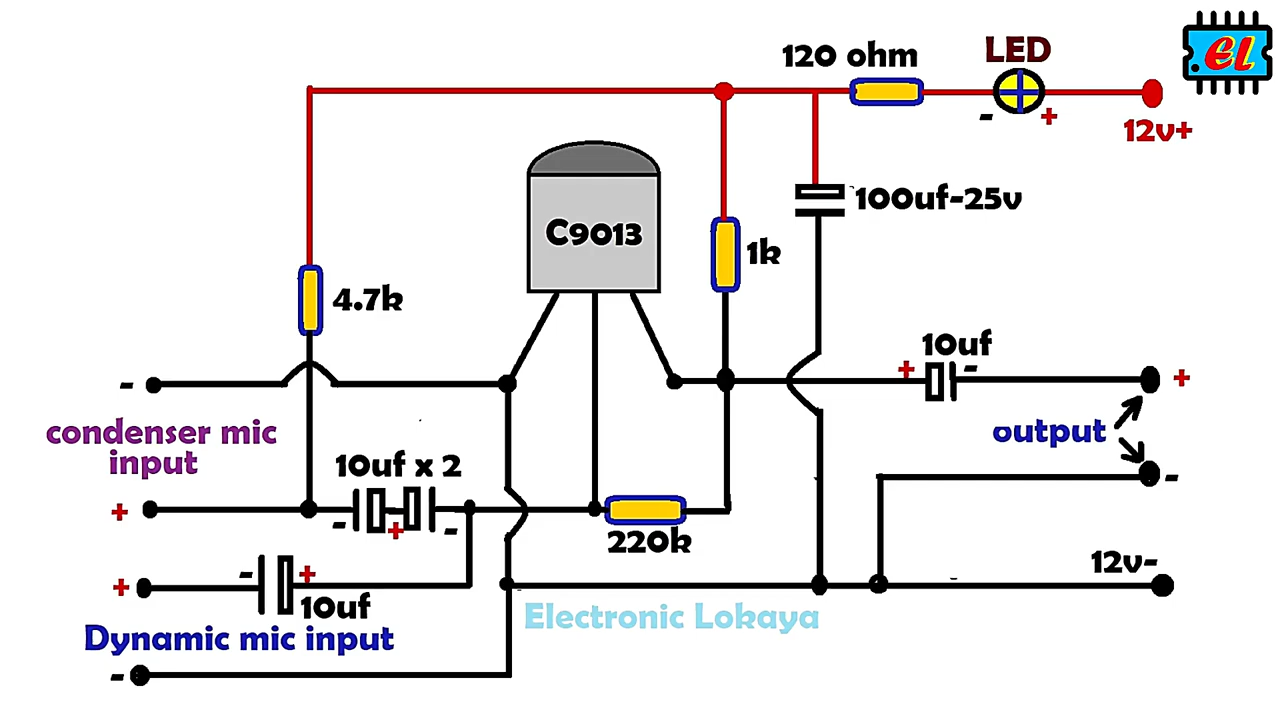 120 ohm
LED
EL
-
+
12v+
C9013
100uf-25v
1k
4.7k
10uf
+
-
-
+
condenser mic
input
output
10uf x 2
-
+
-
+
-
220k
12v-
+
-
+
10uf
Electronic Lokaya
Dynamic mic input
-